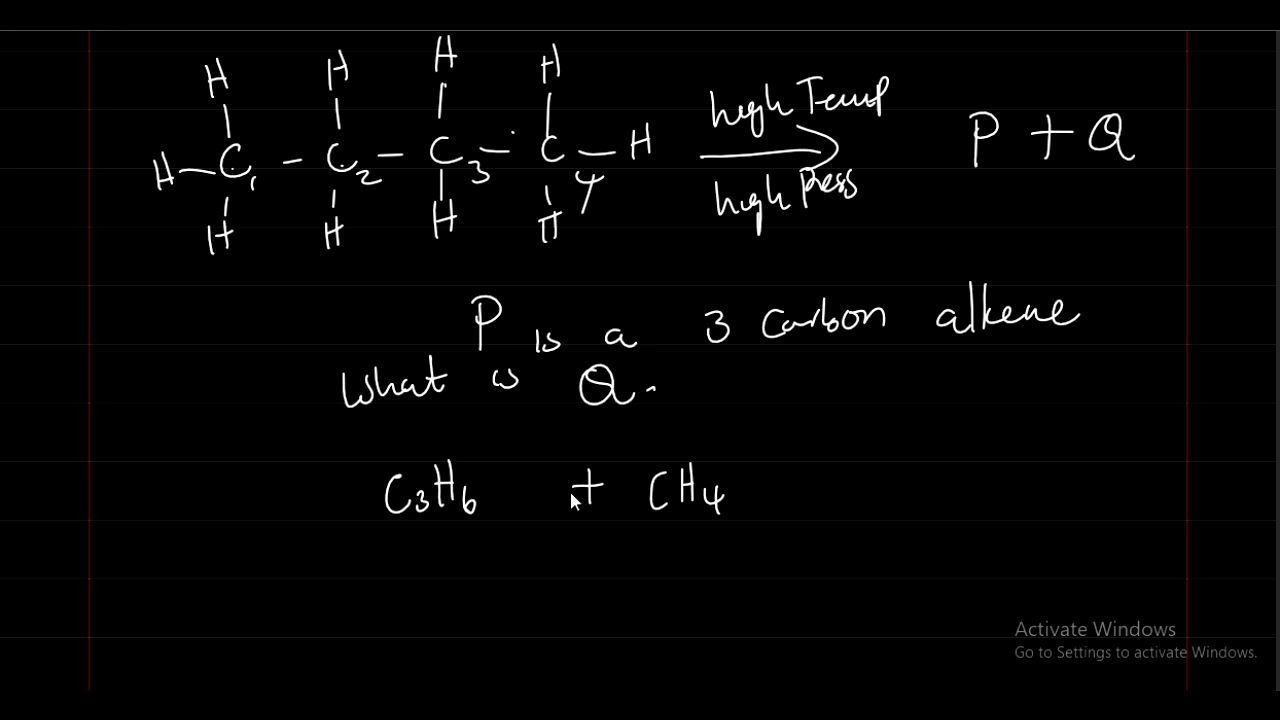 H H H H
H – C₁ – C₂ – C₃ – C₄ – H high Temp high Press P + Q
H H H H
P is a 3 carbon alkene
What is Q.
C₃H₆ + CH₄
Activate Windows
Go to Settings to activate Windows.